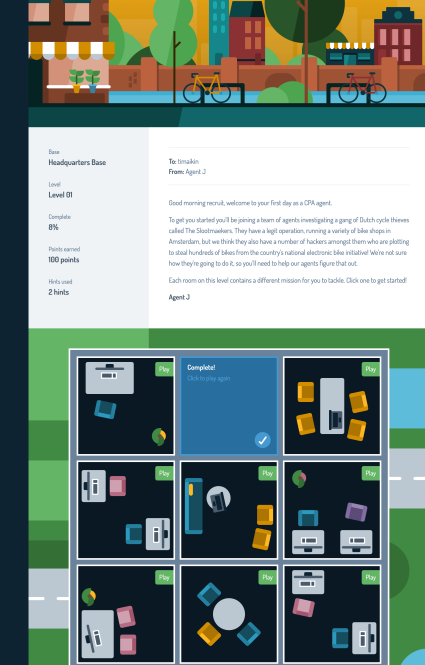 Base
Headquarters Base
Level
Level 01
Complete
8%
Points earned
100 points
Hints used
2 hints
To: timaikin
From: Agent J
Good morning recruit, welcome to your first day as a CPA agent.
To get you started you'll be joining a team of agents investigating a gang of Dutch cycle thieves
called The Slootmaekers. They have a legit operation, running a variety of bike shops in
Amsterdam, but we think they also have a number of hackers amongst them who are plotting
to steal hundreds of bikes from the country's national electronic bike initiative! We're not sure
how they're going to do it, so you'll need to help our agents figure that out.
Each room on this level contains a different mission for you to tackle. Click one to get started!
Agent J
Play
Complete!
Click to play again
Play
Play
Play
Play
Play
Play
Play